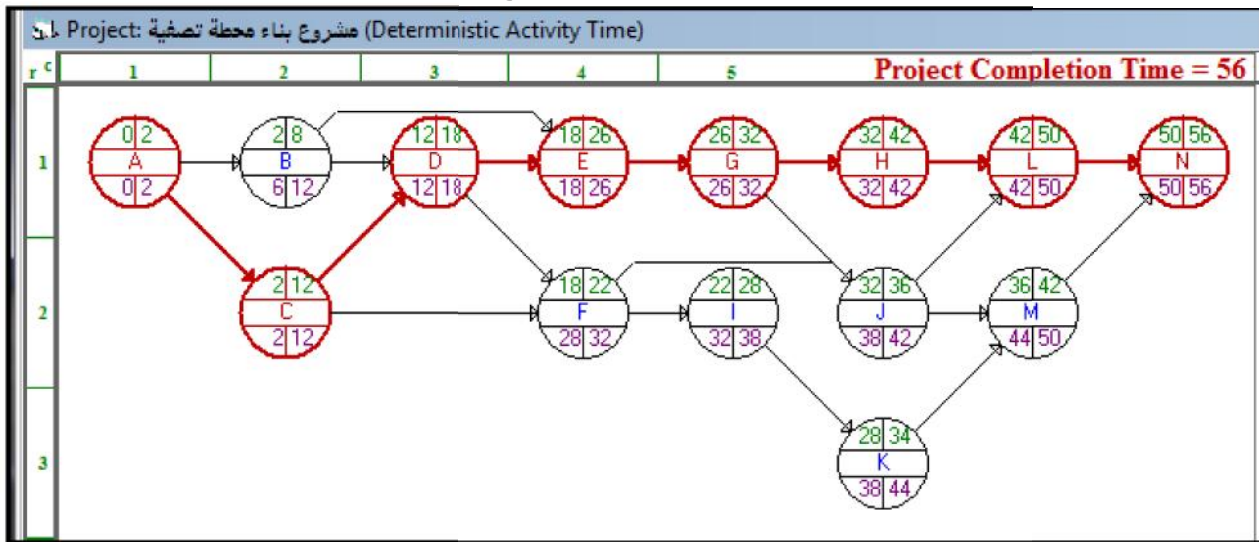 Project: مشروع بناء محطة تصفية (Deterministic Activity Time)
r c 1 2 3 4 5 Project Completion Time = 56
1
0 2 A 0 2
2 8 B 6 12
12 18 D 12 18
18 26 E 18 26
26 32 G 26 32
32 42 H 32 42
42 50 L 42 50
50 56 N 50 56
2
2 12 C 2 12
18 22 F 28 32
22 28 I 32 38
32 36 J 38 42
36 42 M 44 50
3
28 34 K 38 44